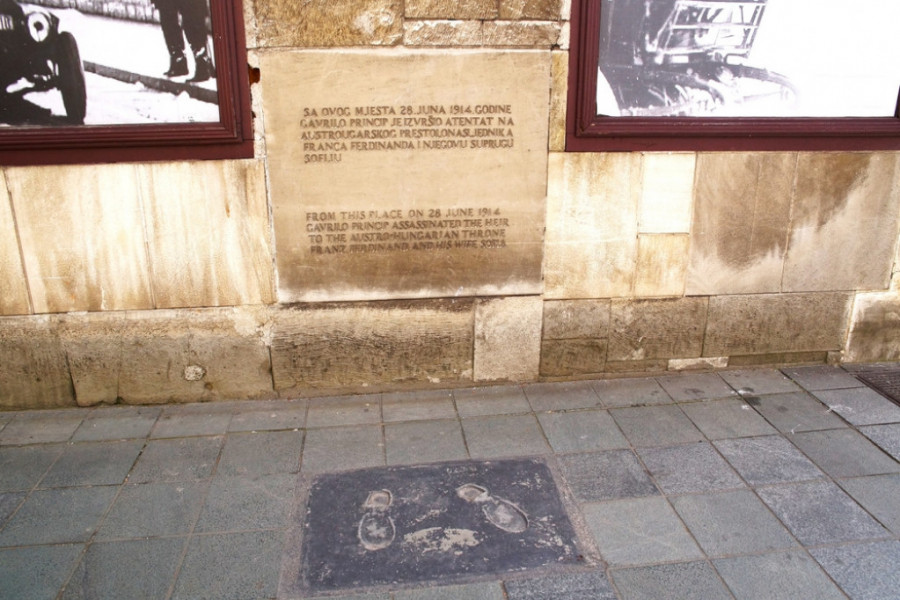 SA OVOG MJESTA 28. JUNA 1914. GODINE
GAVRILO PRINCIP JE IZVRŠIO ATENTAT NA
AUSTROUGARSKOG PRESTOLONASLJEDNIKA
FRANCA FERDINANDA I NJEGOVU SUPRUGU
SOFIJU
FROM THIS PLACE ON 28 JUNE 1914
GAVRILO PRINCIP ASSASSINATED THE HEIR
TO THE AUSTRO-HUNGARIAN THRONE
FRANZ FERDINAND AND HIS WIFE SOFIA